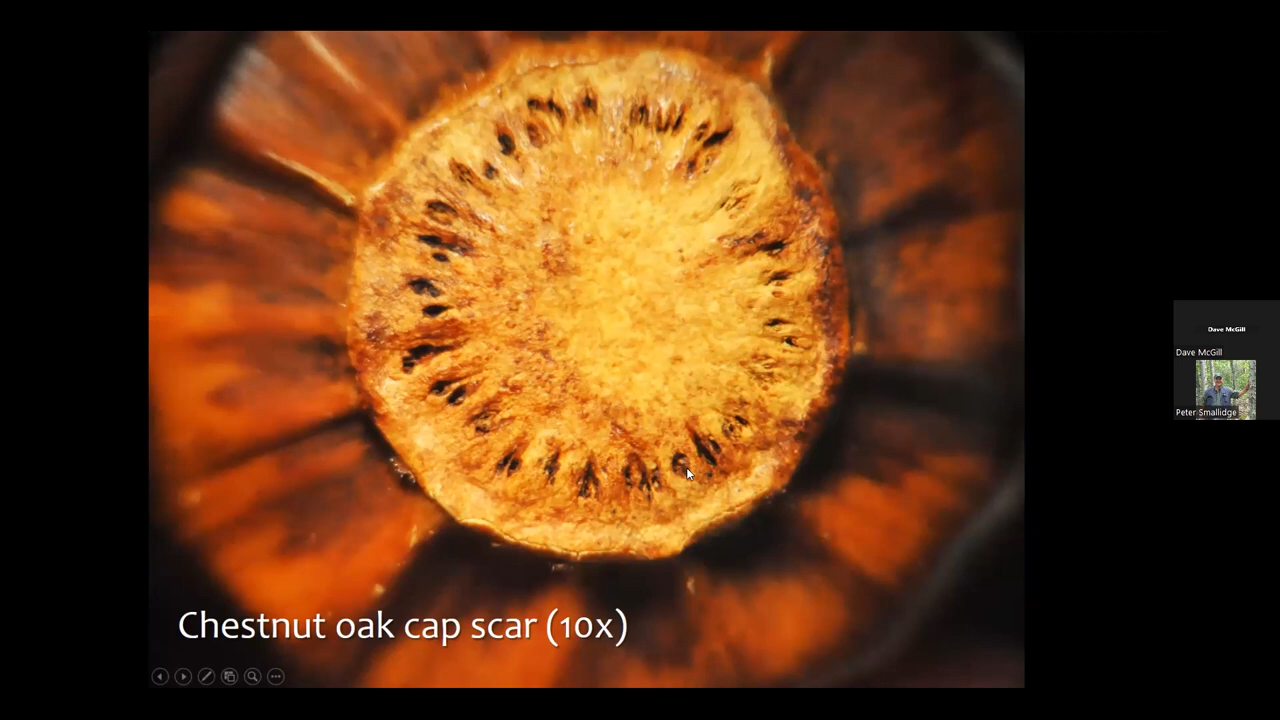 Chestnut oak cap scar (10x)
Dave McGill
Dave McGill
Peter Smallidge